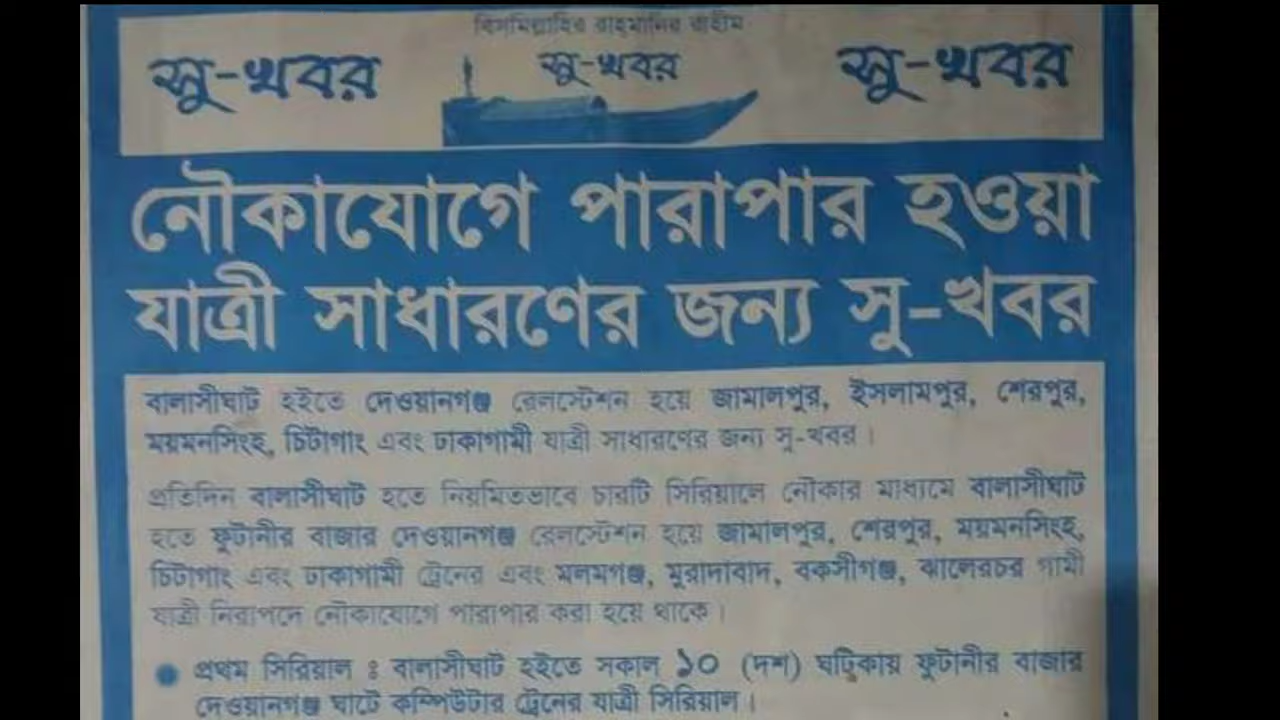 বিসমিল্লাহির রাহমানির রাহীম
সু-খবর সু-খবর সু-খবর
নৌকাযোগে পারাপার হওয়া
যাত্রী সাধারণের জন্য সু-খবর
বালাসীঘাট হইতে দেওয়ানগঞ্জ রেলস্টেশন হয়ে জামালপুর, ইসলামপুর, শেরপুর,
ময়মনসিংহ, চিটাগাং এবং ঢাকাগামী যাত্রী সাধারণের জন্য সু-খবর।
প্রতিদিন বালাসীঘাট হতে নিয়মিতভাবে চারটি সিরিয়ালে নৌকার মাধ্যমে বালাসীঘাট
হতে ফুটানীর বাজার দেওয়ানগঞ্জ রেলস্টেশন হয়ে জামালপুর, শেরপুর, ময়মনসিংহ,
চিটাগাং এবং ঢাকাগামী ট্রেনের এবং মলমগঞ্জ, মুরাদাবাদ, বকসীগঞ্জ, ঝালেরচর গামী
যাত্রী নিরাপদে নৌকাযোগে পারাপার করা হয়ে থাকে।
প্রথম সিরিয়াল ঃ বালাসীঘাট হইতে সকাল ১০ (দশ) ঘটিকায় ফুটানীর বাজার
দেওয়ানগঞ্জ ঘাটে কম্পিউটার ট্রেনের যাত্রী সিরিয়াল।